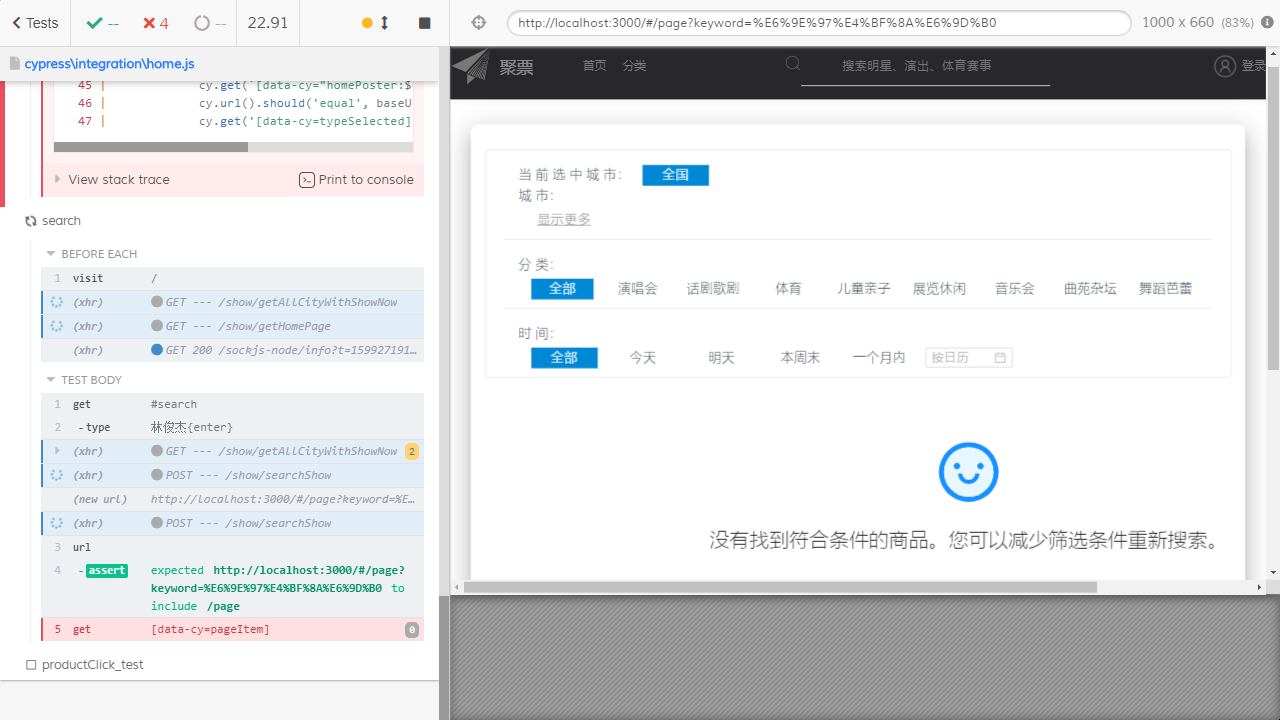 Tests
--
4
--
22.91
http://localhost:3000/#/page?keyword=%E6%9E%97%E4%BF%8A%E6%9D%B0
1000 x 660 (83%)
cypress\integration\home.js
45 | cy.get(`[data-cy="homePoster:$
46 | cy.url().should('equal', baseU
47 | cy.get('[data-cy=typeSelected]
View stack trace
Print to console
search
BEFORE EACH
1 visit /
(xhr) GET --- /show/getALLCityWithShowNow
(xhr) GET --- /show/getHomePage
(xhr) GET 200 /sockjs-node/info?t=159927191...
TEST BODY
1 get #search
2 -type 林俊杰{enter}
(xhr) GET --- /show/getAllCityWithShowNow 2
(xhr) POST --- /show/searchShow
(new url) http://localhost:3000/#/page?keyword=%E...
(xhr) POST --- /show/searchShow
3 url
4 -assert expected http://localhost:3000/#/page?
keyword=%E6%9E%97%E4%BF%8A%E6%9D%B0 to
include /page
5 get [data-cy=pageItem] 0
productClick_test
聚票 首页 分类 搜索明星、演出、体育赛事 登录
当前选中城市: 全国
城市:
显示更多
分类:
全部 演唱会 话剧歌剧 体育 儿童亲子 展览休闲 音乐会 曲苑杂坛 舞蹈芭蕾
时间:
全部 今天 明天 本周末 一个月内 按日历
没有找到符合条件的商品。您可以减少筛选条件重新搜索。